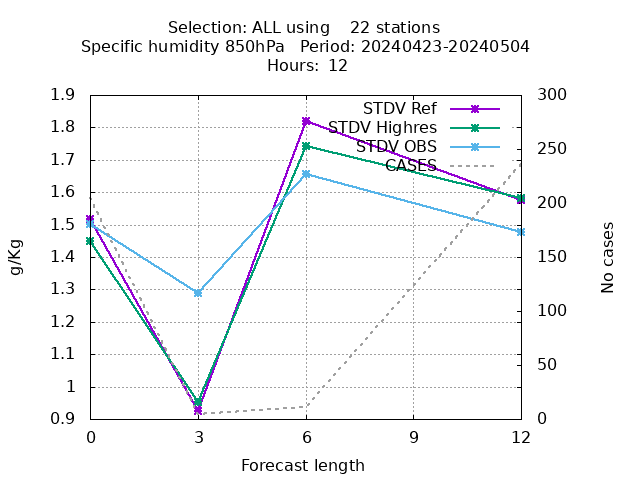 Selection: ALL using    22 stations
Specific humidity 850hPa   Period: 20240423-20240504
Hours:  12
STDV Ref
STDV Highres
STDV OBS
CASES
1.9
1.8
1.7
1.6
1.5
1.4
1.3
1.2
1.1
1
0.9
g/Kg
300
250
200
150
100
50
0
No cases
0 3 6 9 12
Forecast length